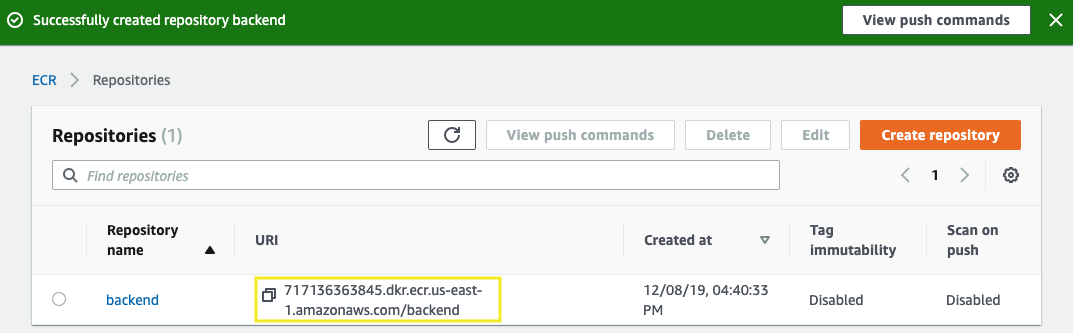 Successfully created repository backend
View push commands
ECR
Repositories
Repositories (1)
View push commands
Delete
Edit
Create repository
Find repositories
1
Repository
name
URI
Created at
Tag
immutability
Scan on
push
backend
717136363845.dkr.ecr.us-east-
1.amazonaws.com/backend
12/08/19, 04:40:33
PM
Disabled
Disabled